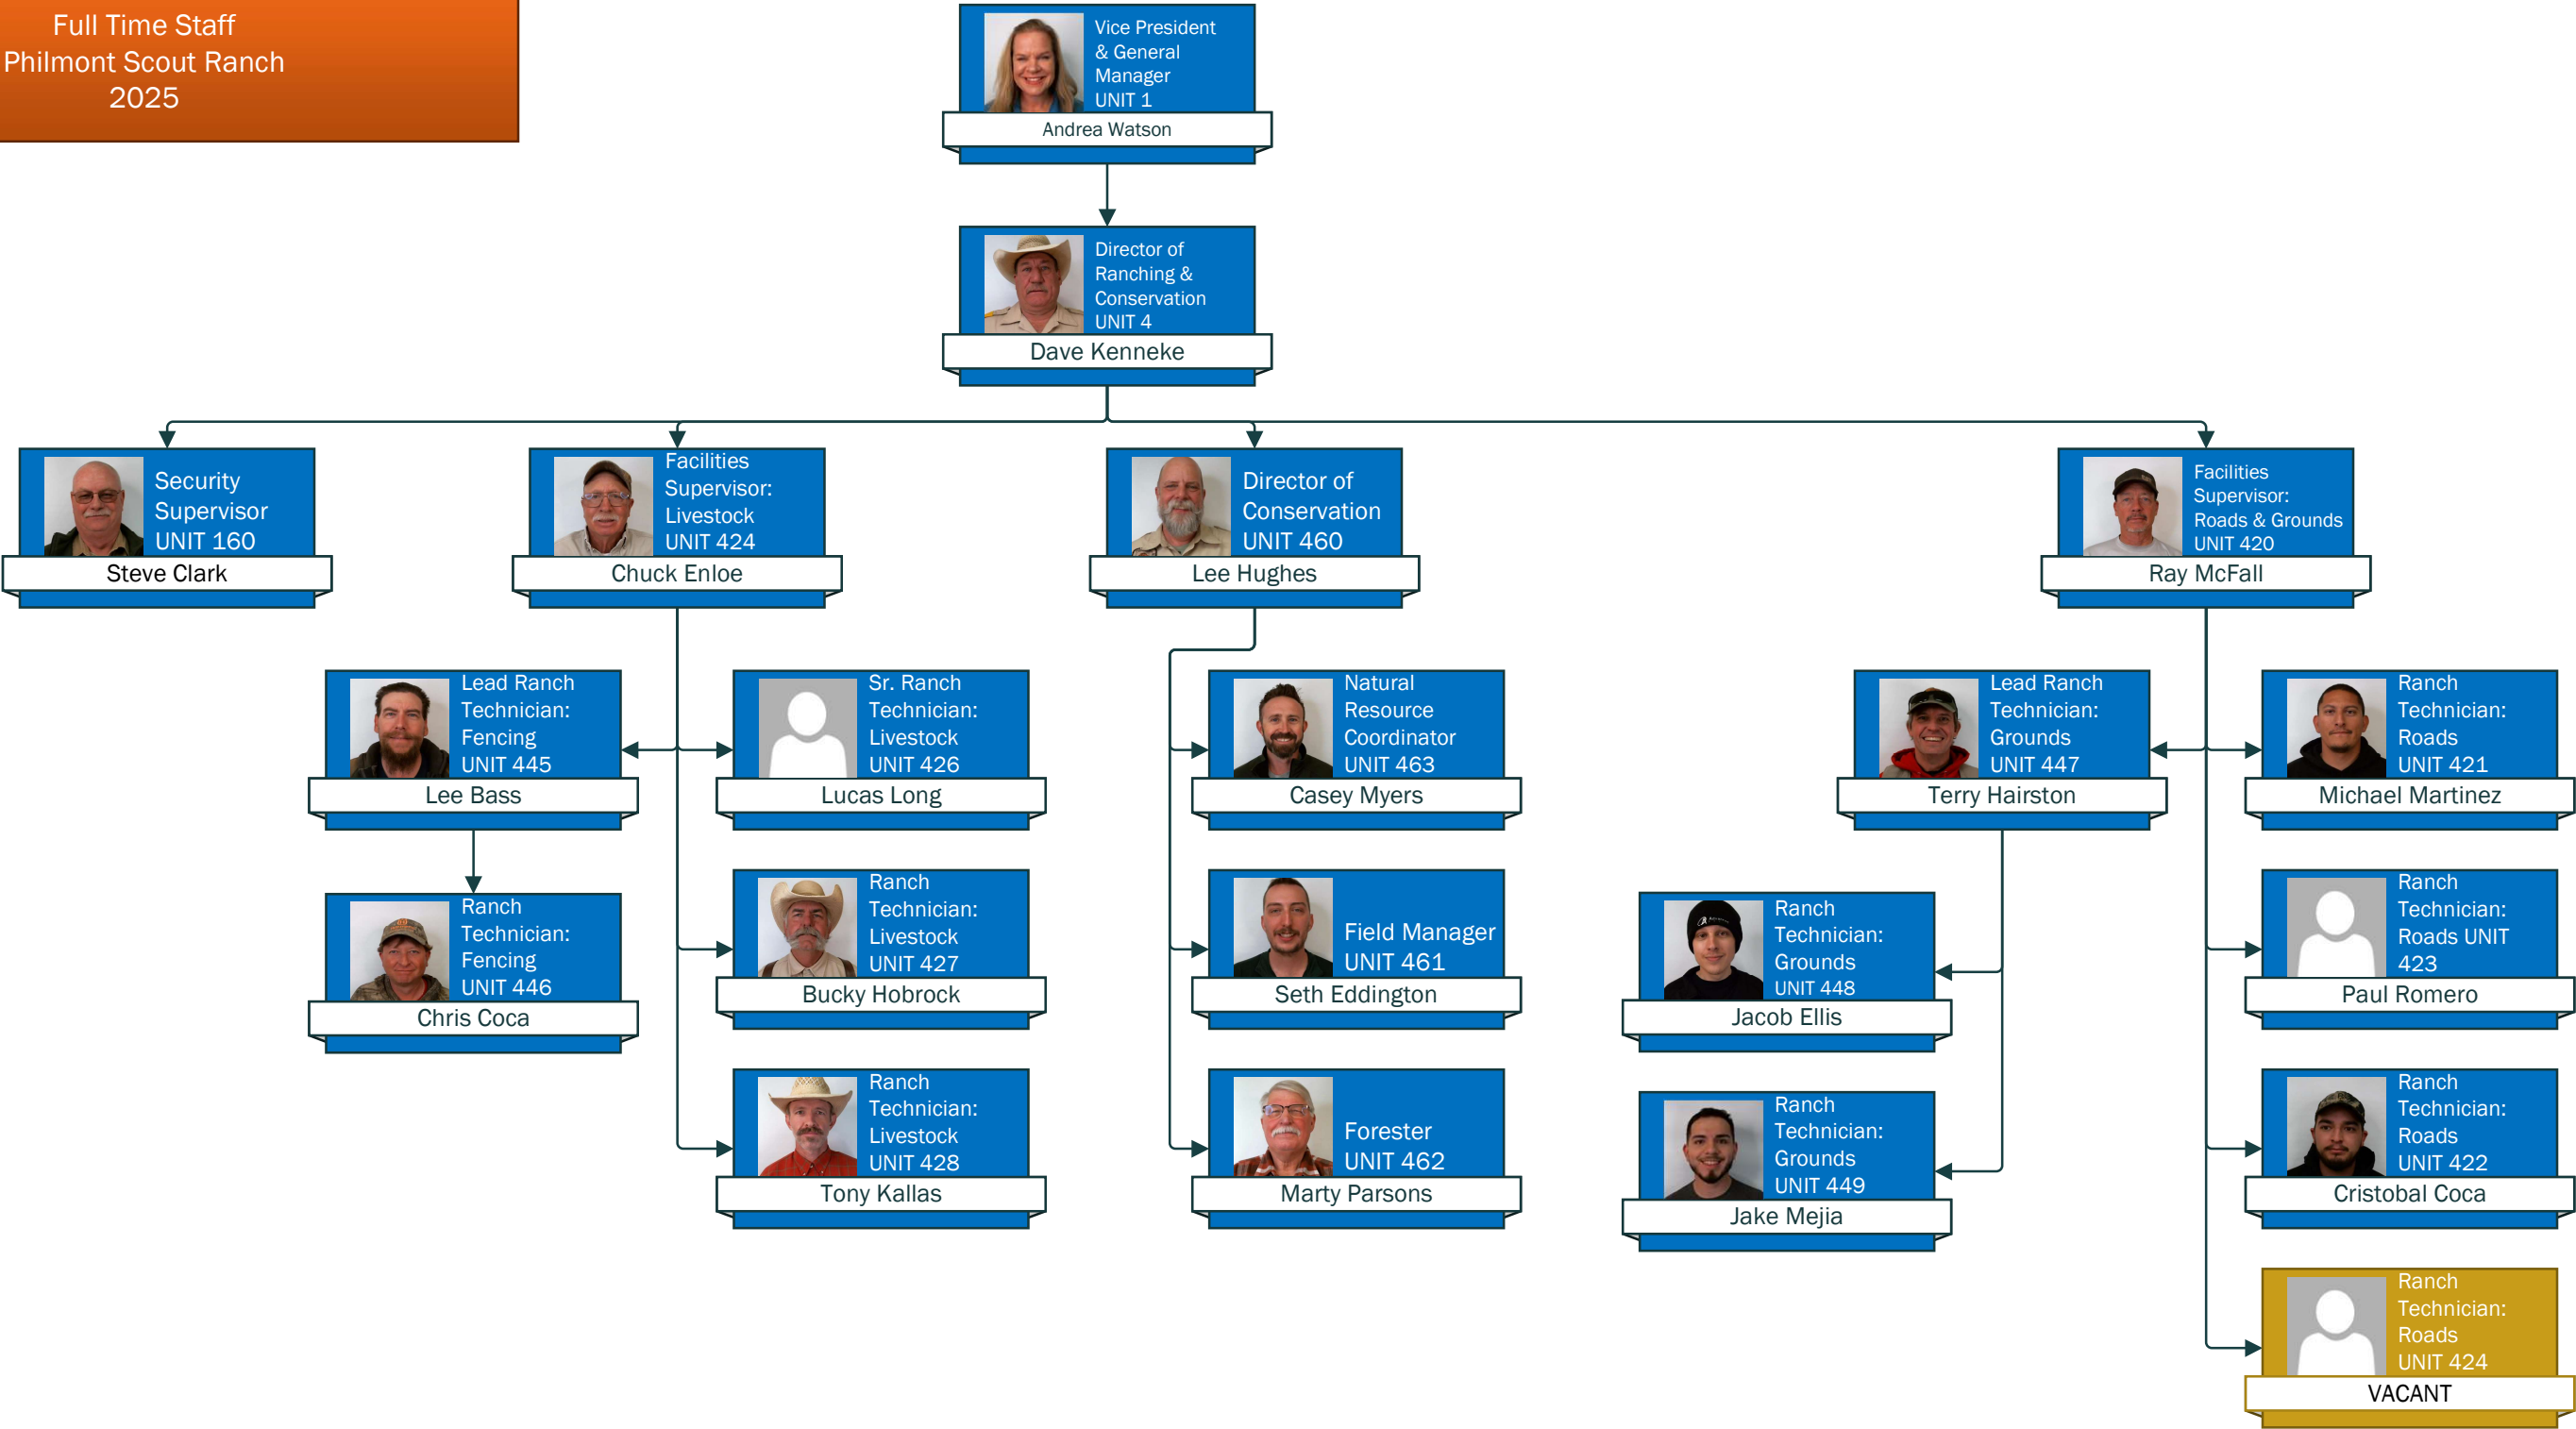 Full Time Staff
Philmont Scout Ranch
2025
Vice President
& General
Manager
UNIT 1
Andrea Watson
Director of
Ranching &
Conservation
UNIT 4
Dave Kenneke
Security
Supervisor
UNIT 160
Steve Clark
Facilities
Supervisor:
Livestock
UNIT 424
Chuck Enloe
Director of
Conservation
UNIT 460
Lee Hughes
Facilities
Supervisor:
Roads & Grounds
UNIT 420
Ray McFall
Lead Ranch
Technician:
Fencing
UNIT 445
Lee Bass
Sr. Ranch
Technician:
Livestock
UNIT 426
Lucas Long
Natural
Resource
Coordinator
UNIT 463
Casey Myers
Lead Ranch
Technician:
Grounds
UNIT 447
Terry Hairston
Ranch
Technician:
Roads
UNIT 421
Michael Martinez
Ranch
Technician:
Fencing
UNIT 446
Chris Coca
Ranch
Technician:
Livestock
UNIT 427
Bucky Hobrock
Field Manager
UNIT 461
Seth Eddington
Ranch
Technician:
Grounds
UNIT 448
Jacob Ellis
Ranch
Technician:
Roads UNIT
423
Paul Romero
Ranch
Technician:
Livestock
UNIT 428
Tony Kallas
Forester
UNIT 462
Marty Parsons
Ranch
Technician:
Grounds
UNIT 449
Jake Mejia
Ranch
Technician:
Roads
UNIT 422
Cristobal Coca
Ranch
Technician:
Roads
UNIT 424
VACANT